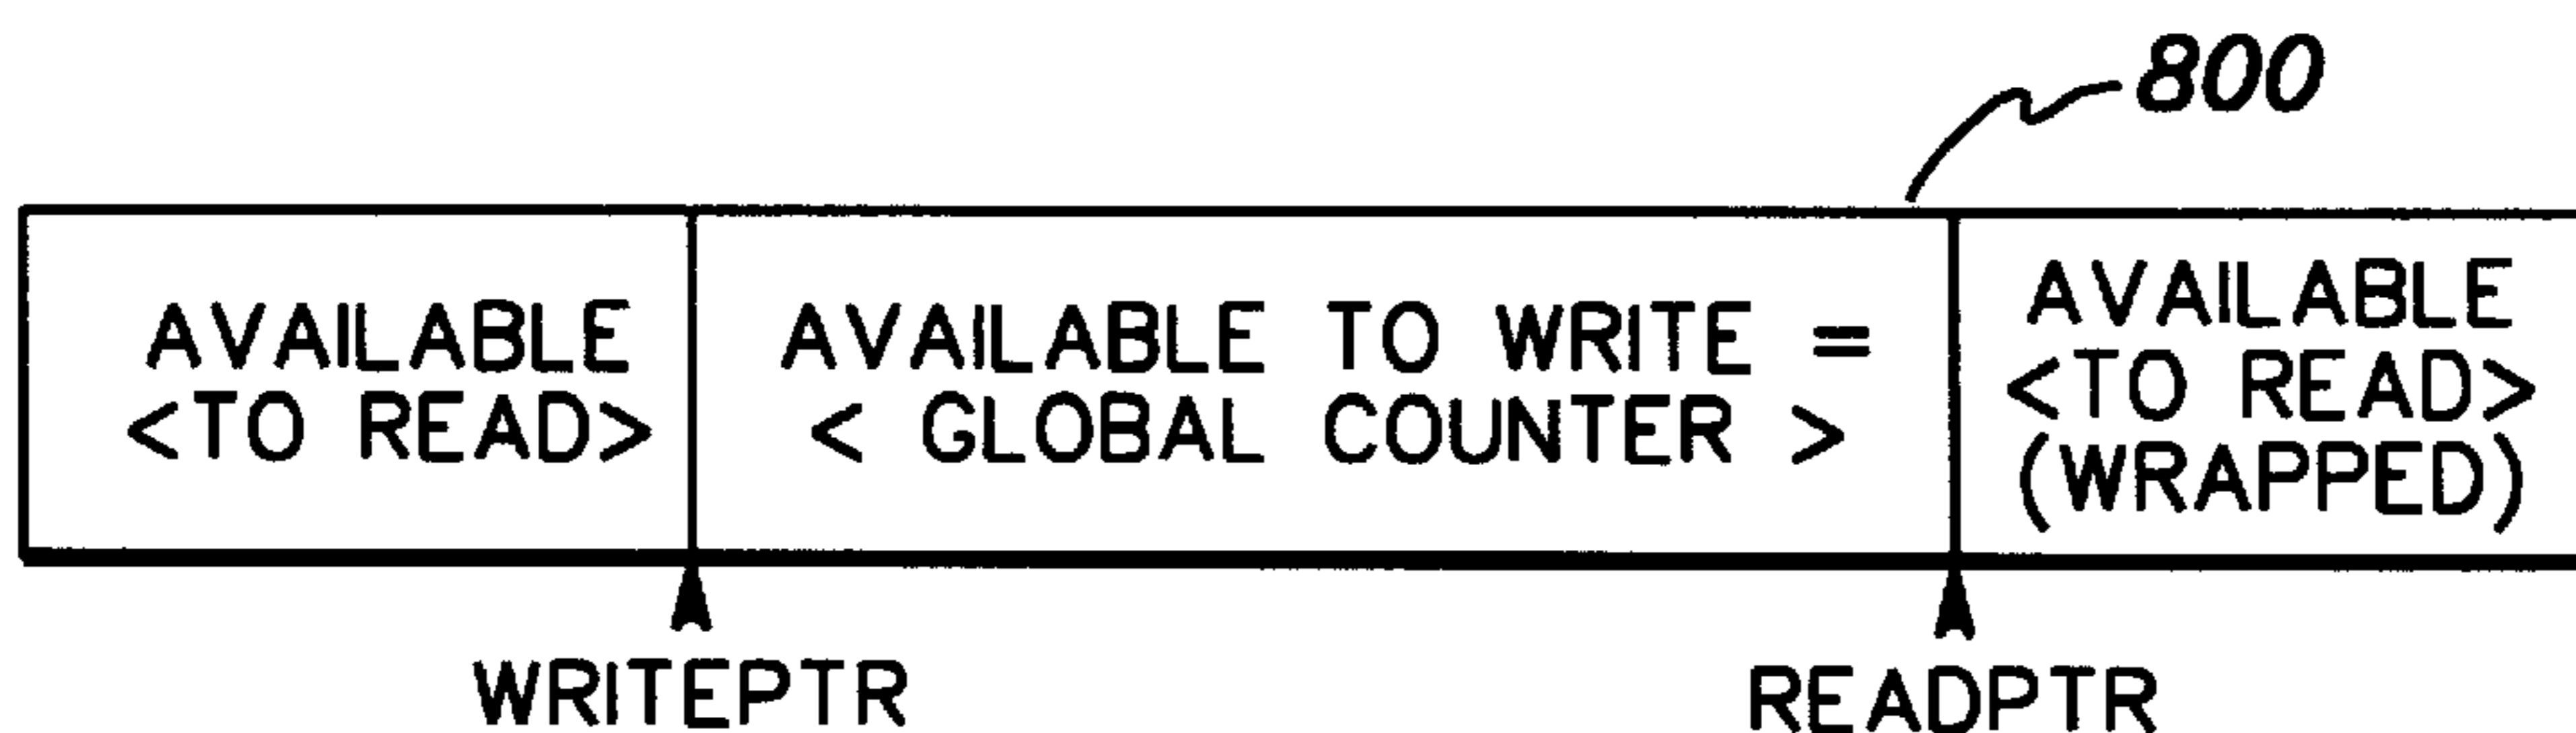 800
AVAILABLE
<TO READ>
AVAILABLE TO WRITE =
< GLOBAL COUNTER >
AVAILABLE
<TO READ>
(WRAPPED)
WRITEPTR
READPTR